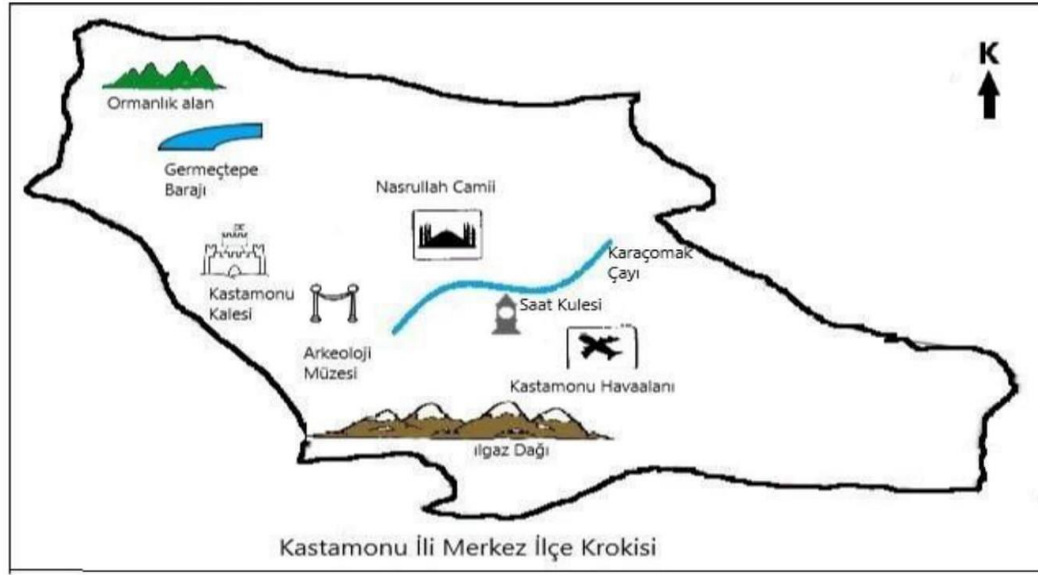 K
Ormanlık alan
Germeçtepe
Barajı
Nasrullah Camii
Karaçomak
Çayı
Kastamonu
Kalesi
Saat Kulesi
Arkeoloji
Müzesi
Kastamonu Havaalanı
ılgaz Dağı
Kastamonu İli Merkez İlçe Krokisi